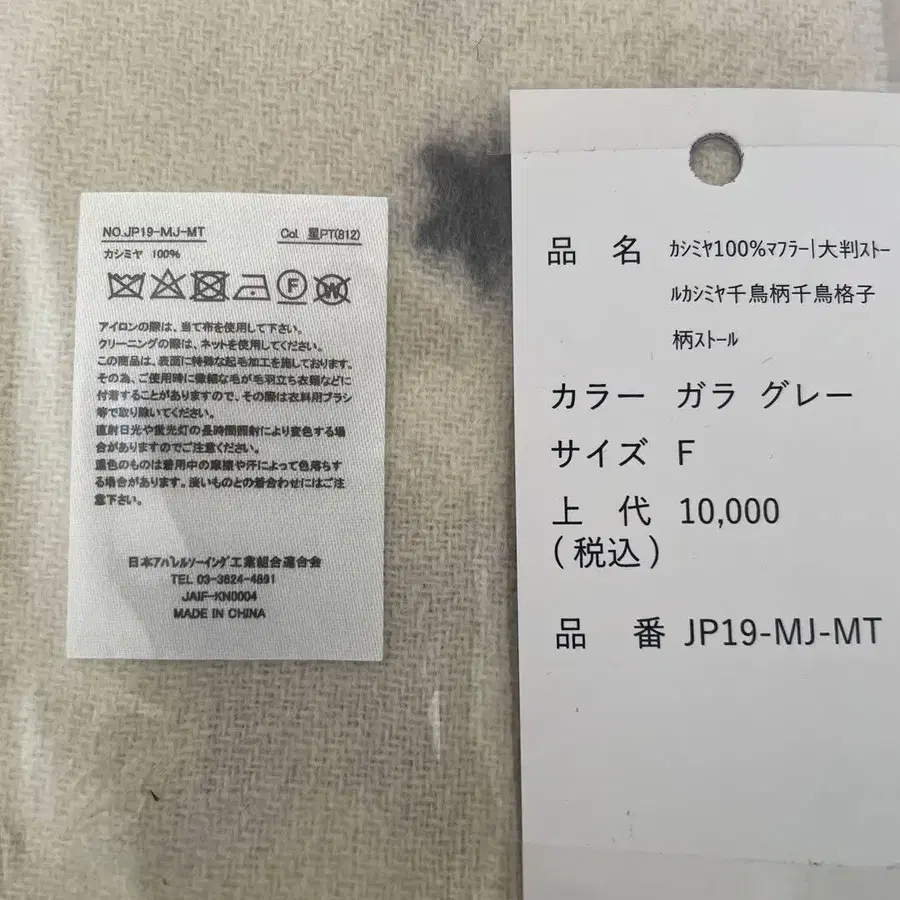 NO.JP19-MJ-MT Col. 星PT(812)
カシミヤ 100%
F
W
アイロンの際は、当て布を使用して下さい。
クリーニングの際は、ネットを使用してください。
この商品は、表面に特殊な起毛加工を施しております。
その為、ご使用時に微細な毛が毛羽立ち衣類などに
付着することがありますので、その際は衣料用ブラシ
等で取り除いてください。
直射日光や蛍光灯の長時間照射により変色する場
合がありますのでご注意ください。
重色のものは着用中の摩擦や汗によって色落ちす
る場合があります。淡いものとの着合わせにはご注
意下さい。
日本アパレルソーイング工業組合連合会
TEL 03-3824-4891
JAIF-KN0004
MADE IN CHINA
品 名 ｶｼﾐﾔ100%ﾏﾌﾗｰ|大判ｽﾄｰ
ﾙｶｼﾐﾔ千鳥柄千鳥格子
柄ｽﾄｰﾙ
カラー ガラ グレー
サイズ F
上 代 10,000
(税込)
品 番 JP19-MJ-MT